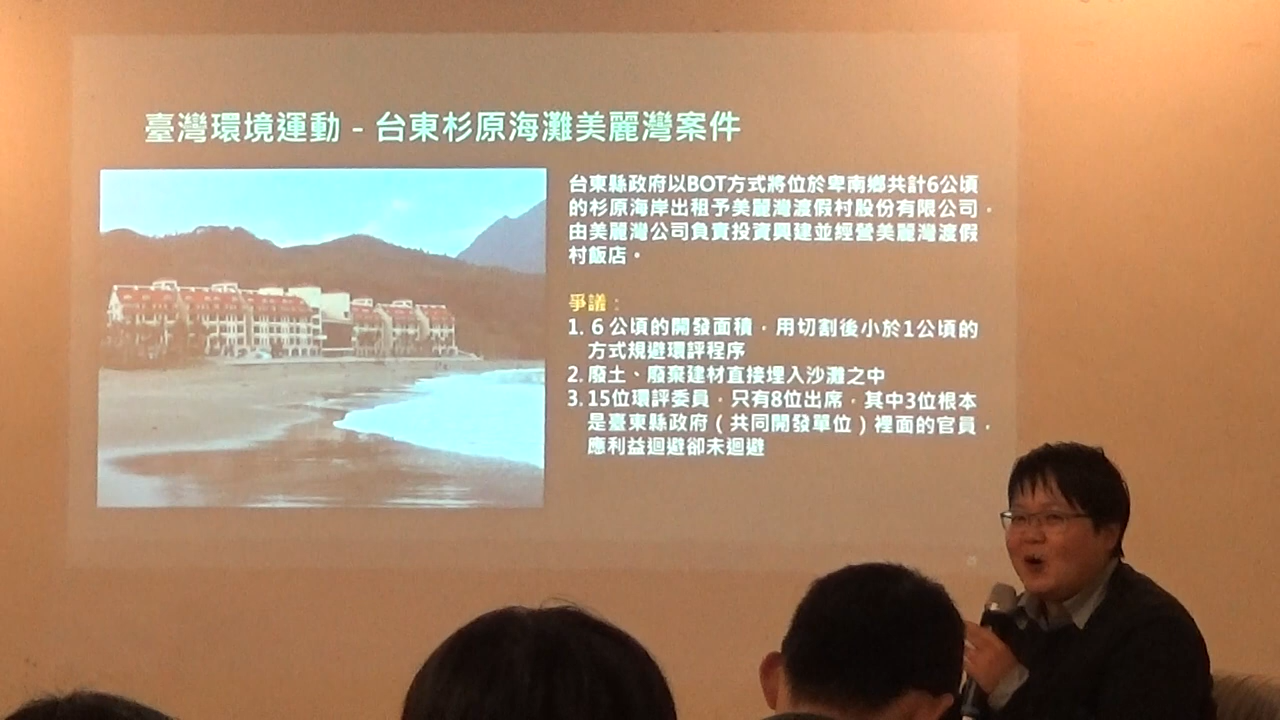 臺灣環境運動 - 台東杉原海灘美麗灣案件
台東縣政府以BOT方式將位於卑南鄉共計6公頃
的杉原海岸出租予美麗灣渡假村股份有限公司，
由美麗灣公司負責投資興建並經營美麗灣渡假
村飯店。
爭議：
1. 6 公頃的開發面積，用切割後小於1公頃的
方式規避環評程序
2. 廢土、廢棄建材直接埋入沙灘之中
3. 15位環評委員，只有8位出席，其中3位根本
是臺東縣政府（共同開發單位）裡面的官員，
應利益迴避卻未迴避